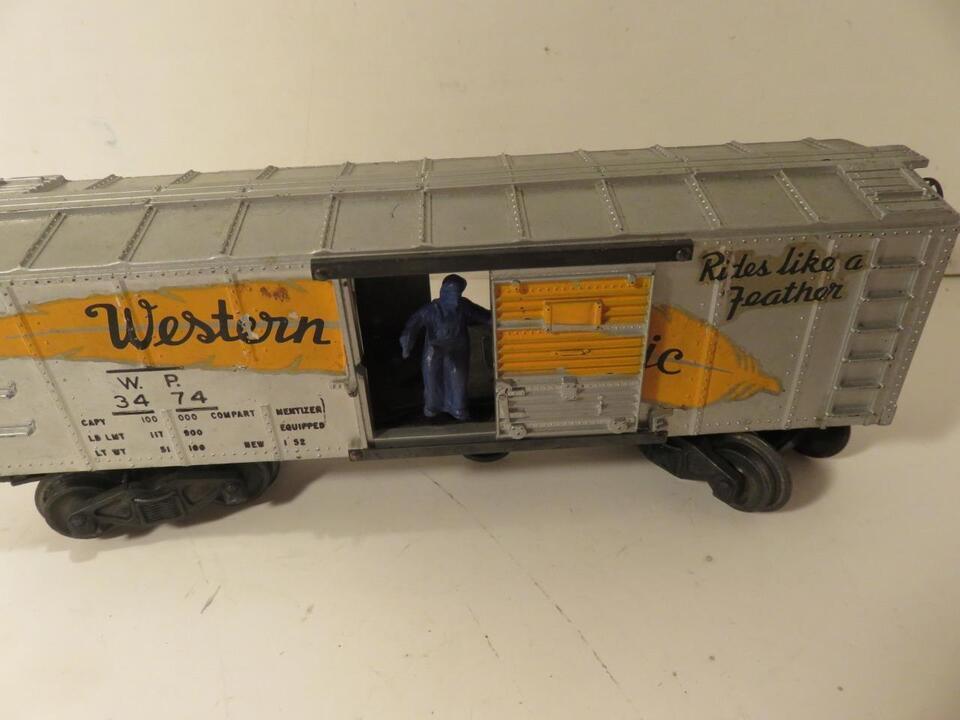 Western ic
Rides like a
Feather
W. P.
34 74
CAPY 100 000 COMPART MENTIZER
LD LMT 117 900 EQUIPPED
LT WT 51 100 NEW 1 52